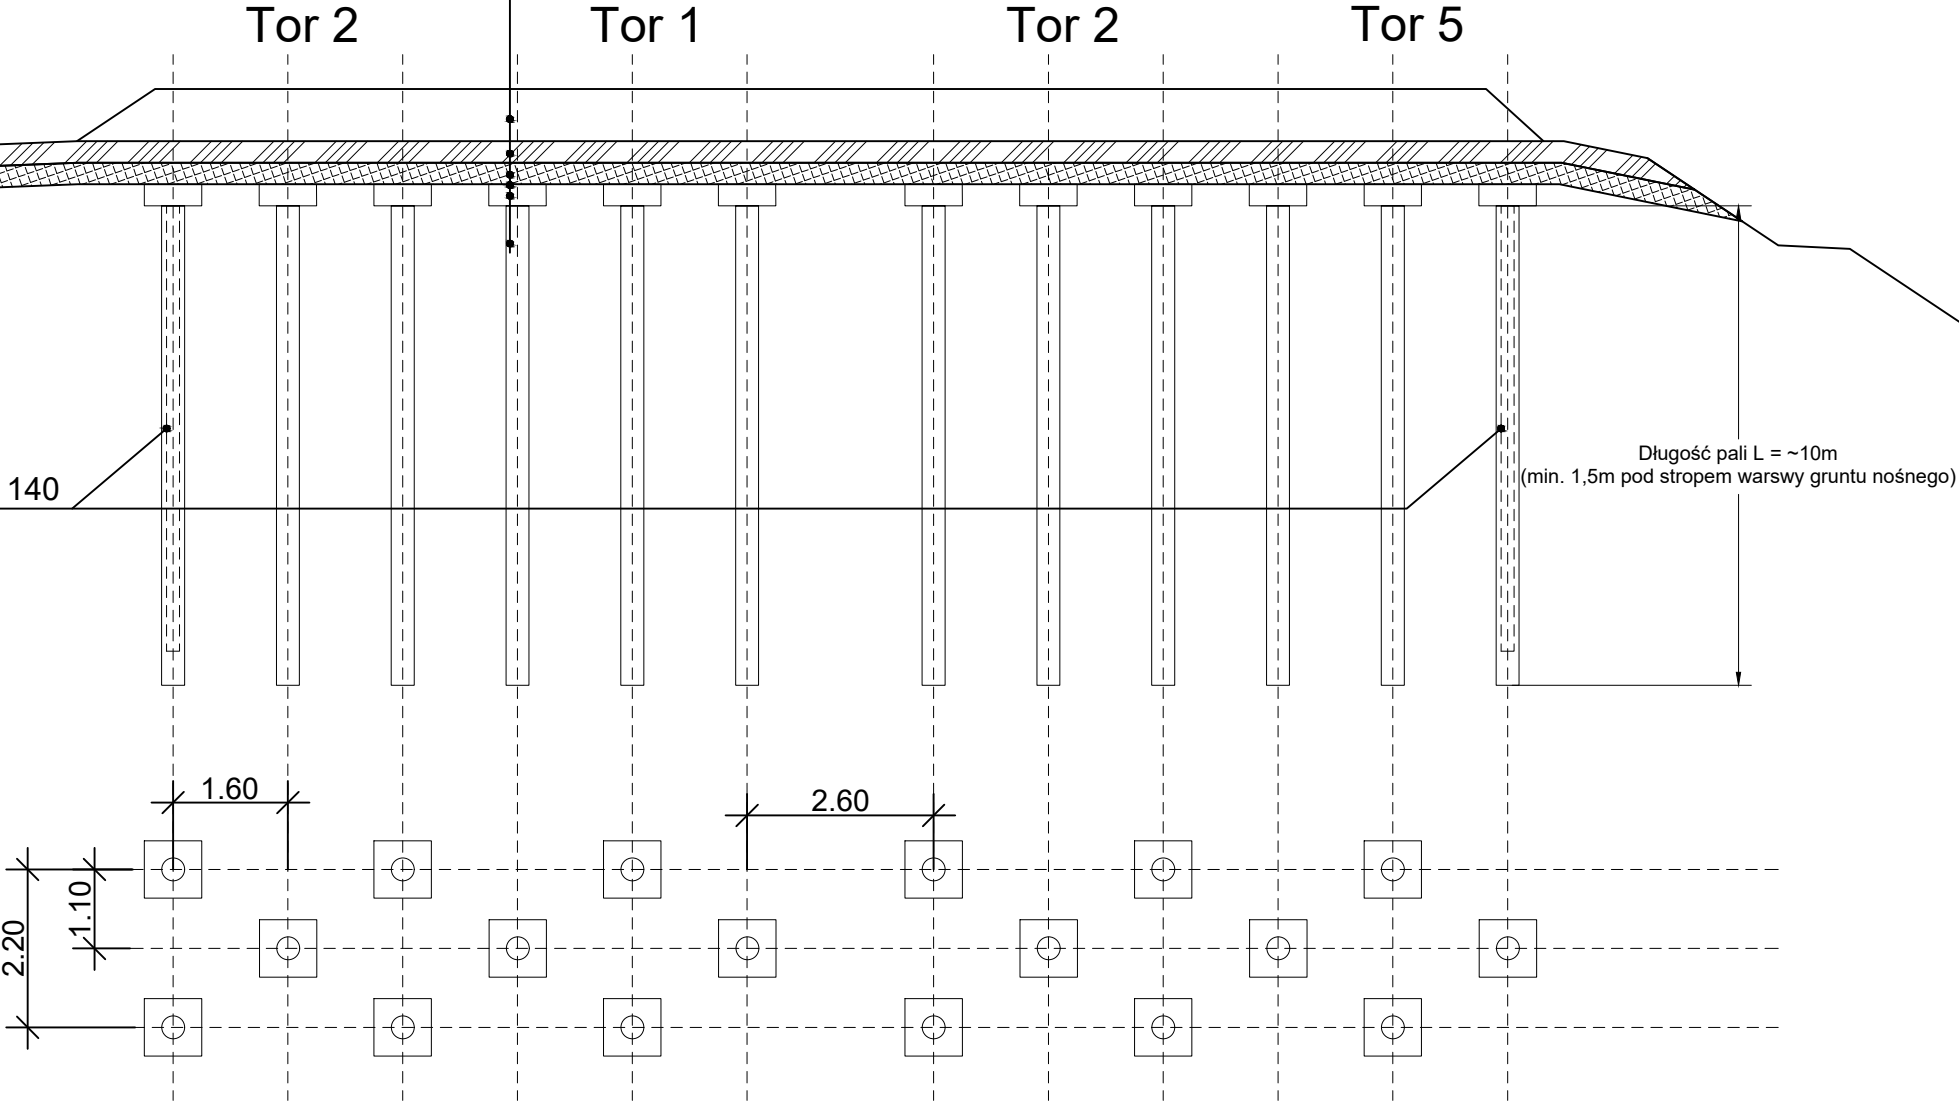 Tor 2
Tor 1
Tor 2
Tor 5
Długość pali L = ~10m
(min. 1,5m pod stropem warswy gruntu nośnego)
140
1.60
2.60
1.10
2.20